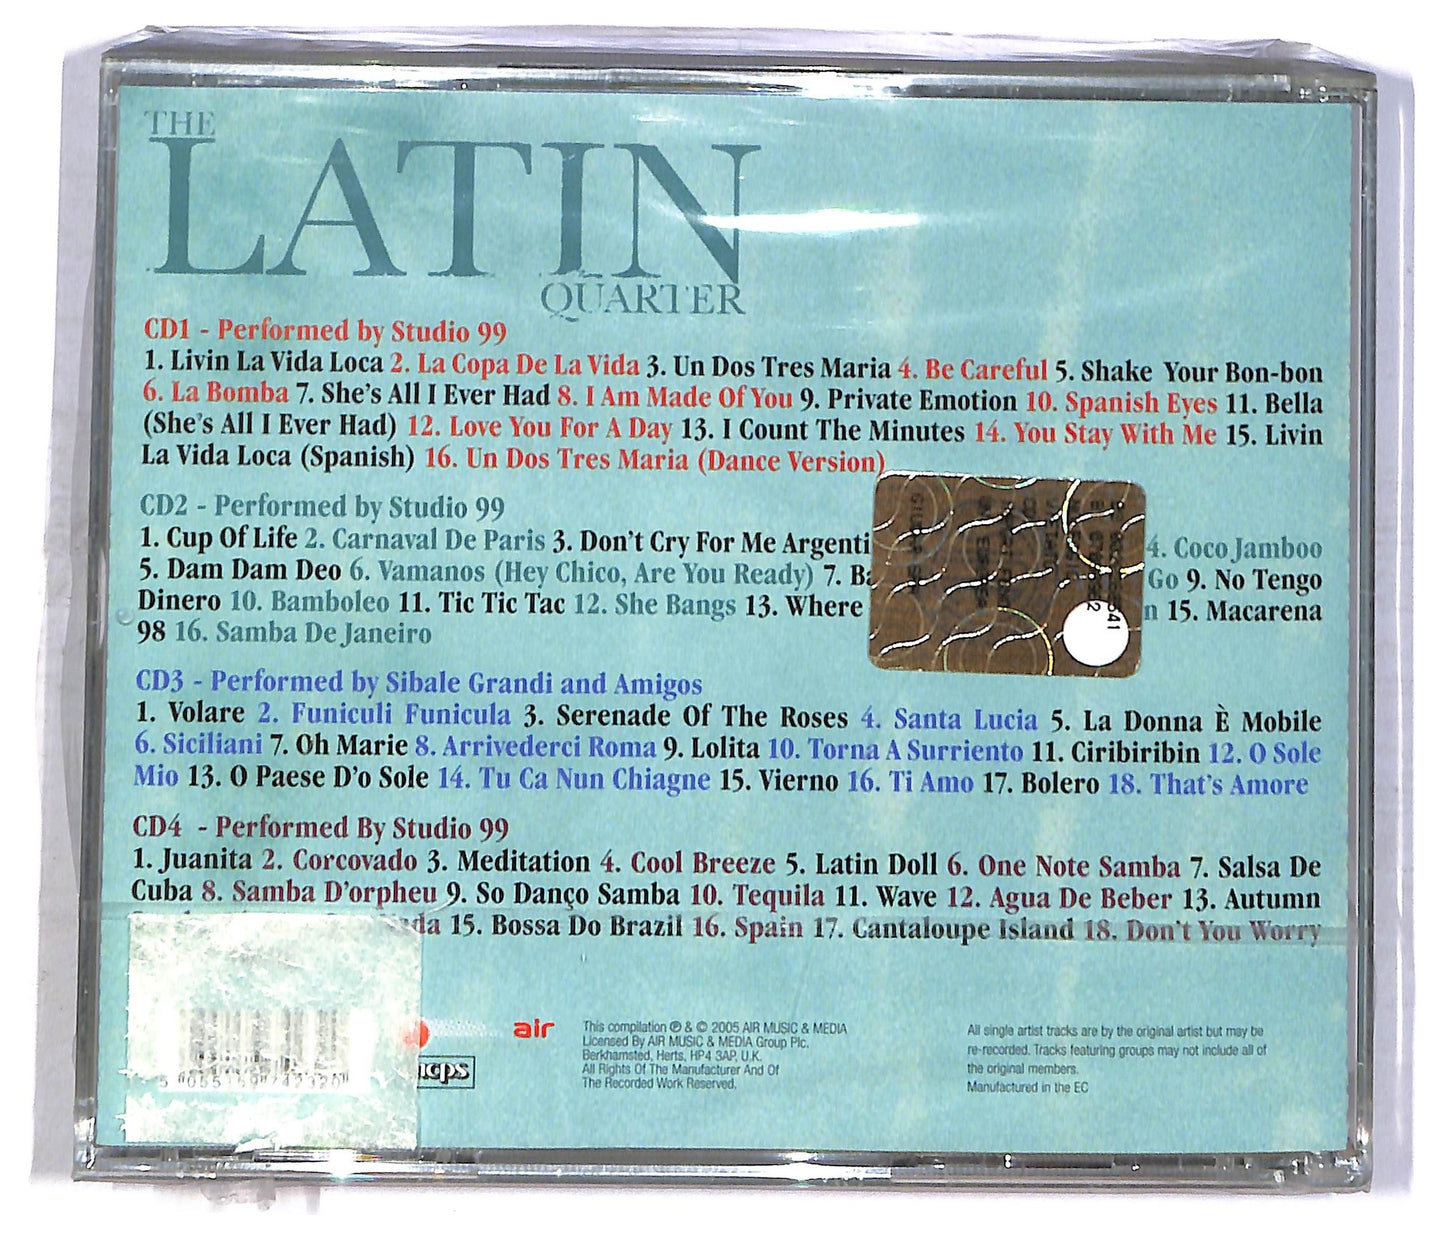 THE
LATIN
QUARTER
CD1 - Performed by Studio 99
1. Livin La Vida Loca 2. La Copa De La Vida 3. Un Dos Tres Maria 4. Be Careful 5. Shake Your Bon-bon
6. La Bomba 7. She's All I Ever Had 8. I Am Made Of You 9. Private Emotion 10. Spanish Eyes 11. Bella
(She's All I Ever Had) 12. Love You For A Day 13. I Count The Minutes 14. You Stay With Me 15. Livin
La Vida Loca (Spanish) 16. Un Dos Tres Maria (Dance Version)
CD2 - Performed by Studio 99
1. Cup Of Life 2. Carnaval De Paris 3. Don't Cry For Me 4. Coco Jamboo
5. Dam Dam Deo 6. Vamanos (Hey Chico, Are You Ready) 7. Go 9. No Tengo
Dinero 10. Bamboleo 11. Tic Tic Tac 12. She Bangs 13. Where 15. Macarena
98 16. Samba De Janeiro
CD3 - Performed by Sibale Grandi and Amigos
1. Volare 2. Funiculi Funicula 3. Serenade Of The Roses 4. Santa Lucia 5. La Donna È Mobile
6. Siciliani 7. Oh Marie 8. Arrivederci Roma 9. Lolita 10. Torna A Surriento 11. Ciribiribin 12. O Sole
Mio 13. O Paese D'o Sole 14. Tu Ca Nun Chiagne 15. Vierno 16. Ti Amo 17. Bolero 18. That's Amore
CD4 - Performed By Studio 99
1. Juanita 2. Corcovado 3. Meditation 4. Cool Breeze 5. Latin Doll 6. One Note Samba 7. Salsa De
Cuba 8. Samba D'orpheu 9. So Danço Samba 10. Tequila 11. Wave 12. Agua De Beber 13. Autumn
15. Bossa Do Brazil 16. Spain 17. Cantaloupe Island 18. Don't You Worry
air
This compilation ℗ & © 2005 AIR MUSIC & MEDIA
Licensed By AIR MUSIC & MEDIA Group Plc.
Berkhamsted, Herts, HP4 3AP, U.K.
All Rights Of The Manufacturer And Of
The Recorded Work Reserved.
All single artist tracks are by the original artist but may be
re-recorded. Tracks featuring groups may not include all of
the original members.
Manufactured in the EC